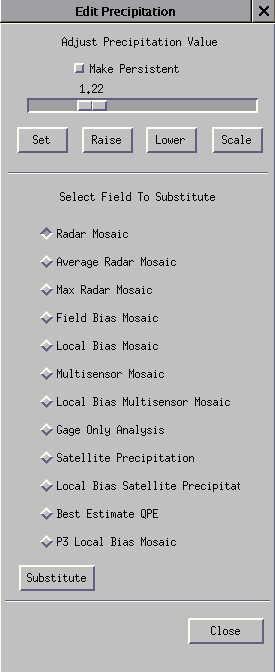 Edit Precipitation
Adjust Precipitation Value
Make Persistent
1.22
Set Raise Lower Scale
Select Field To Substitute
Radar Mosaic
Average Radar Mosaic
Max Radar Mosaic
Field Bias Mosaic
Local Bias Mosaic
Multisensor Mosaic
Local Bias Multisensor Mosaic
Gage Only Analysis
Satellite Precipitation
Local Bias Satellite Precipitat
Best Estimate QPE
P3 Local Bias Mosaic
Substitute
Close